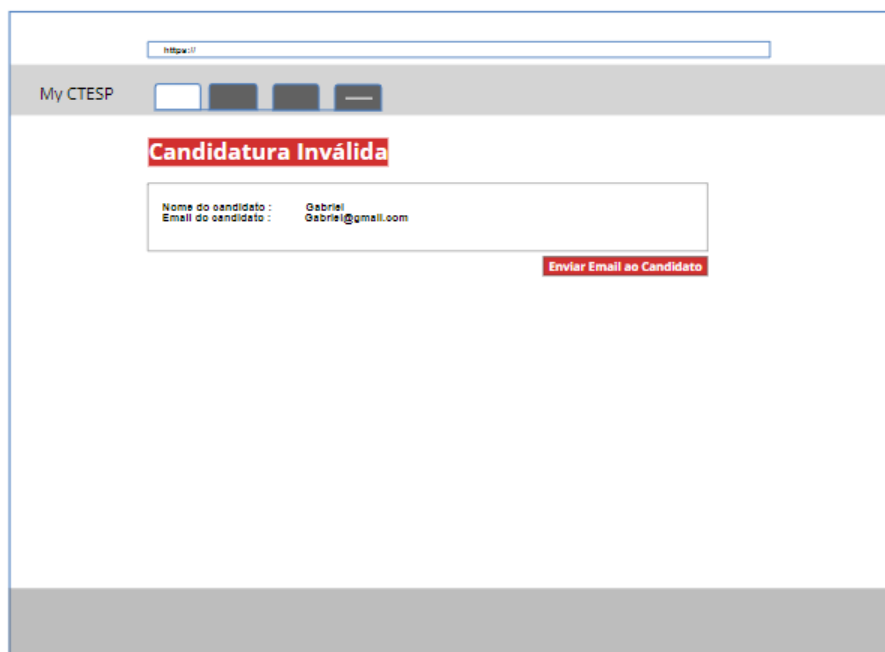 https://
My CTESP
Candidatura Inválida
Nome do candidato : Gabriel
Email do candidato : Gabriel@gmail.com
Enviar Email ao Candidato